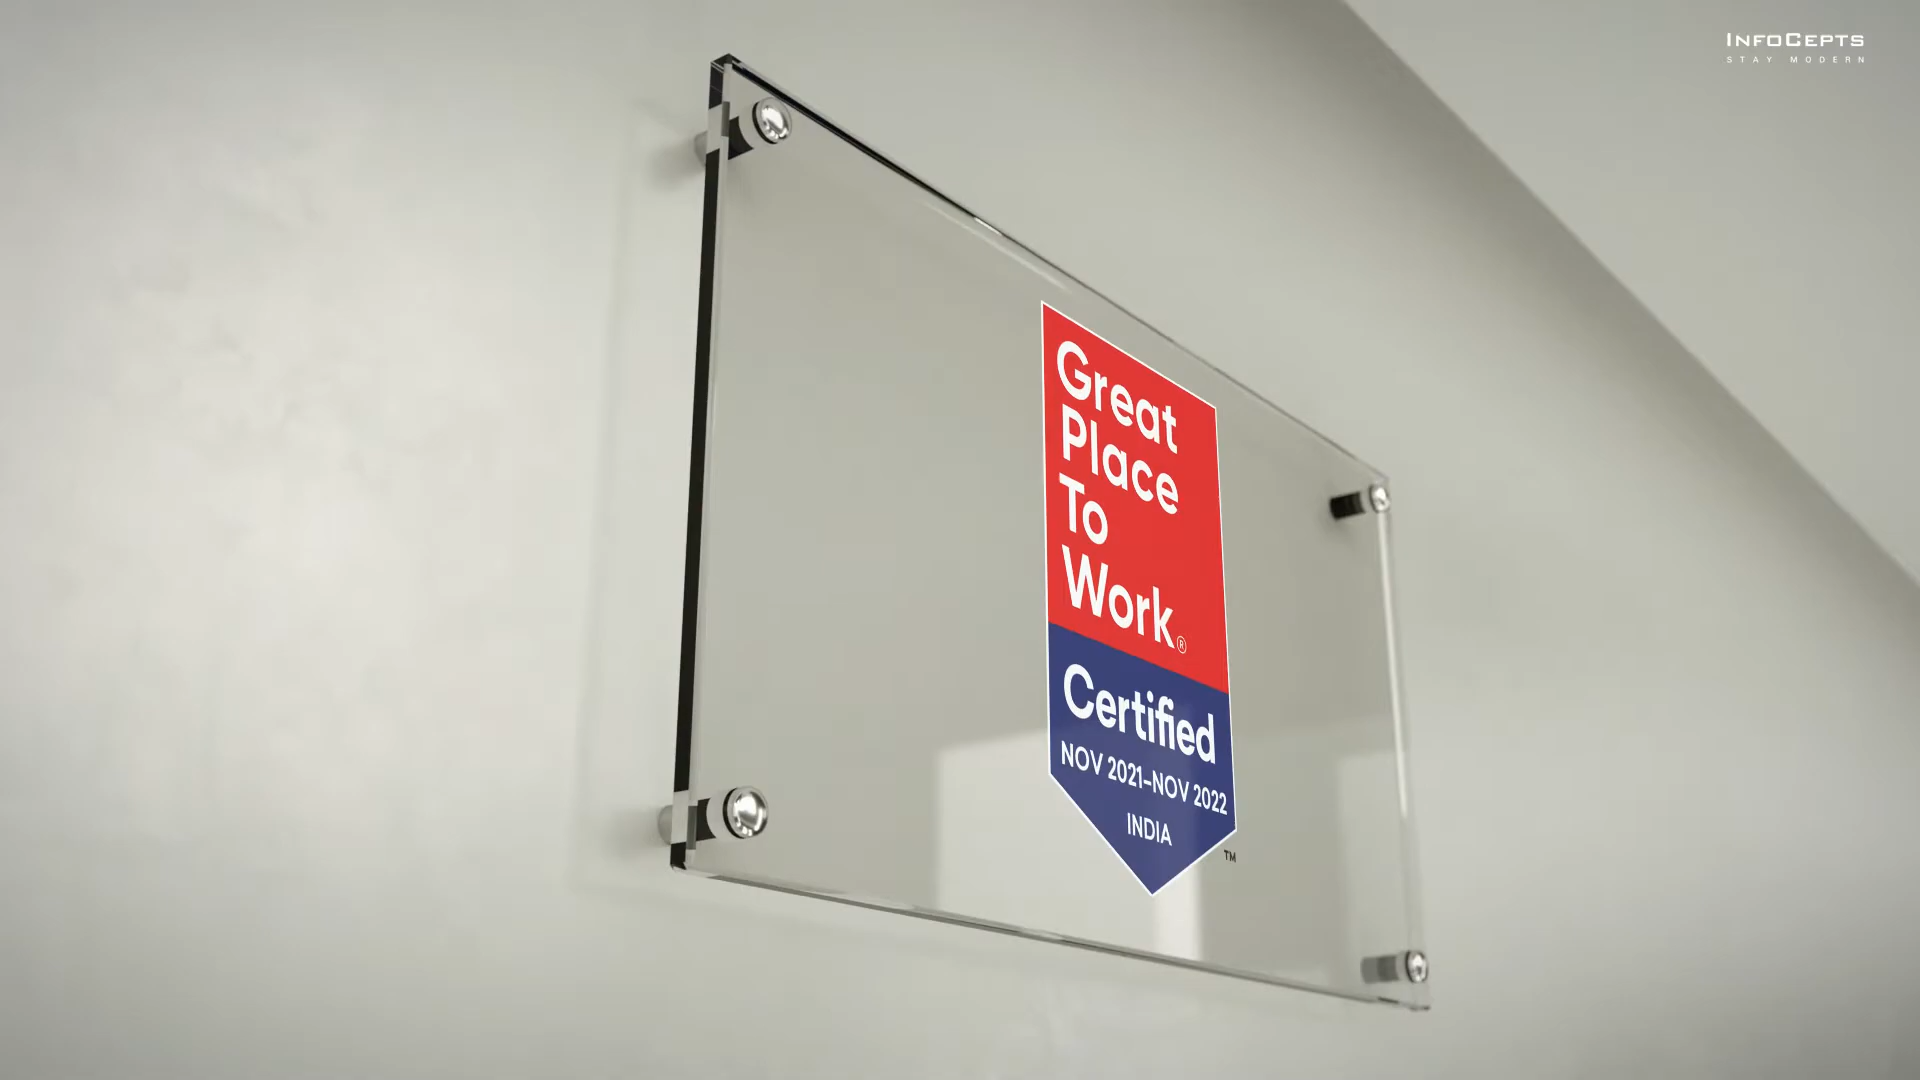 INFOCEPTS
STAY MODERN
Great
Place
To
Work®
Certified
NOV 2021–NOV 2022
INDIA
TM